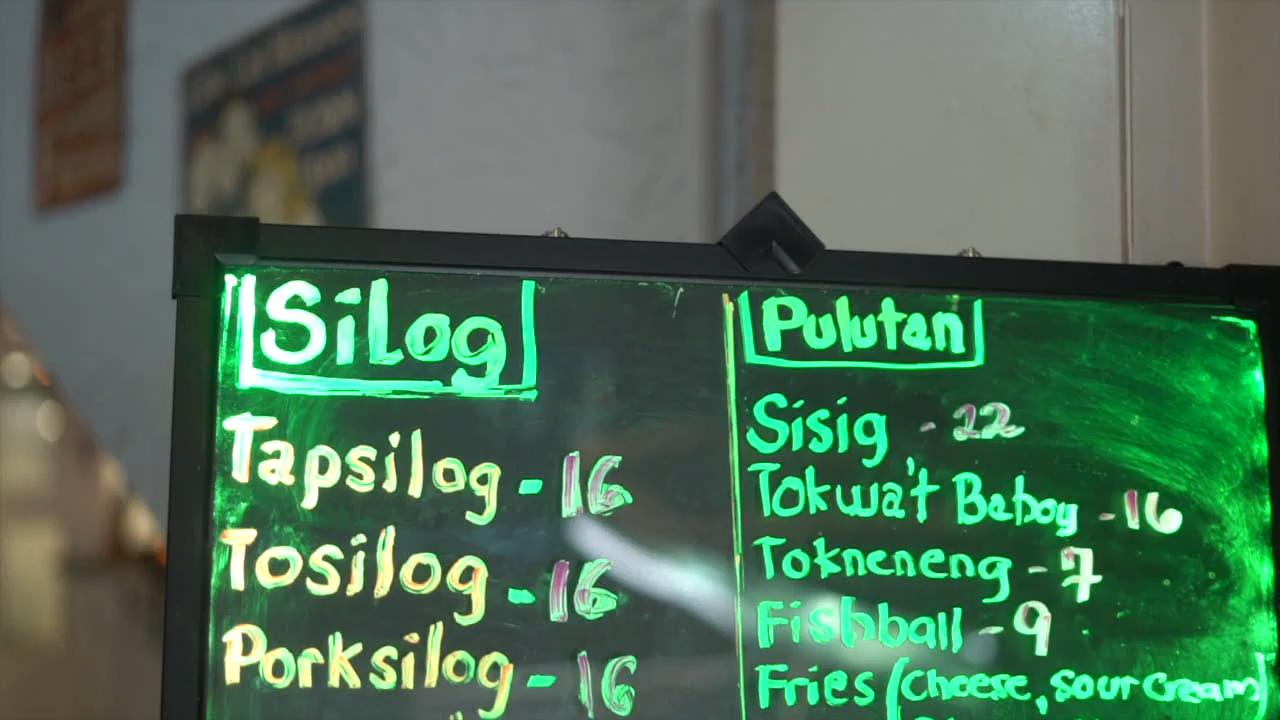 SiLog
Tapsilog - 16
Tosilog - 16
Porksilog - 16
Pulutan
Sisig - 22
Tokwa't Baboy - 16
Tokneneng - 7
Fishball - 9
Fries (Cheese, Sour Cream)